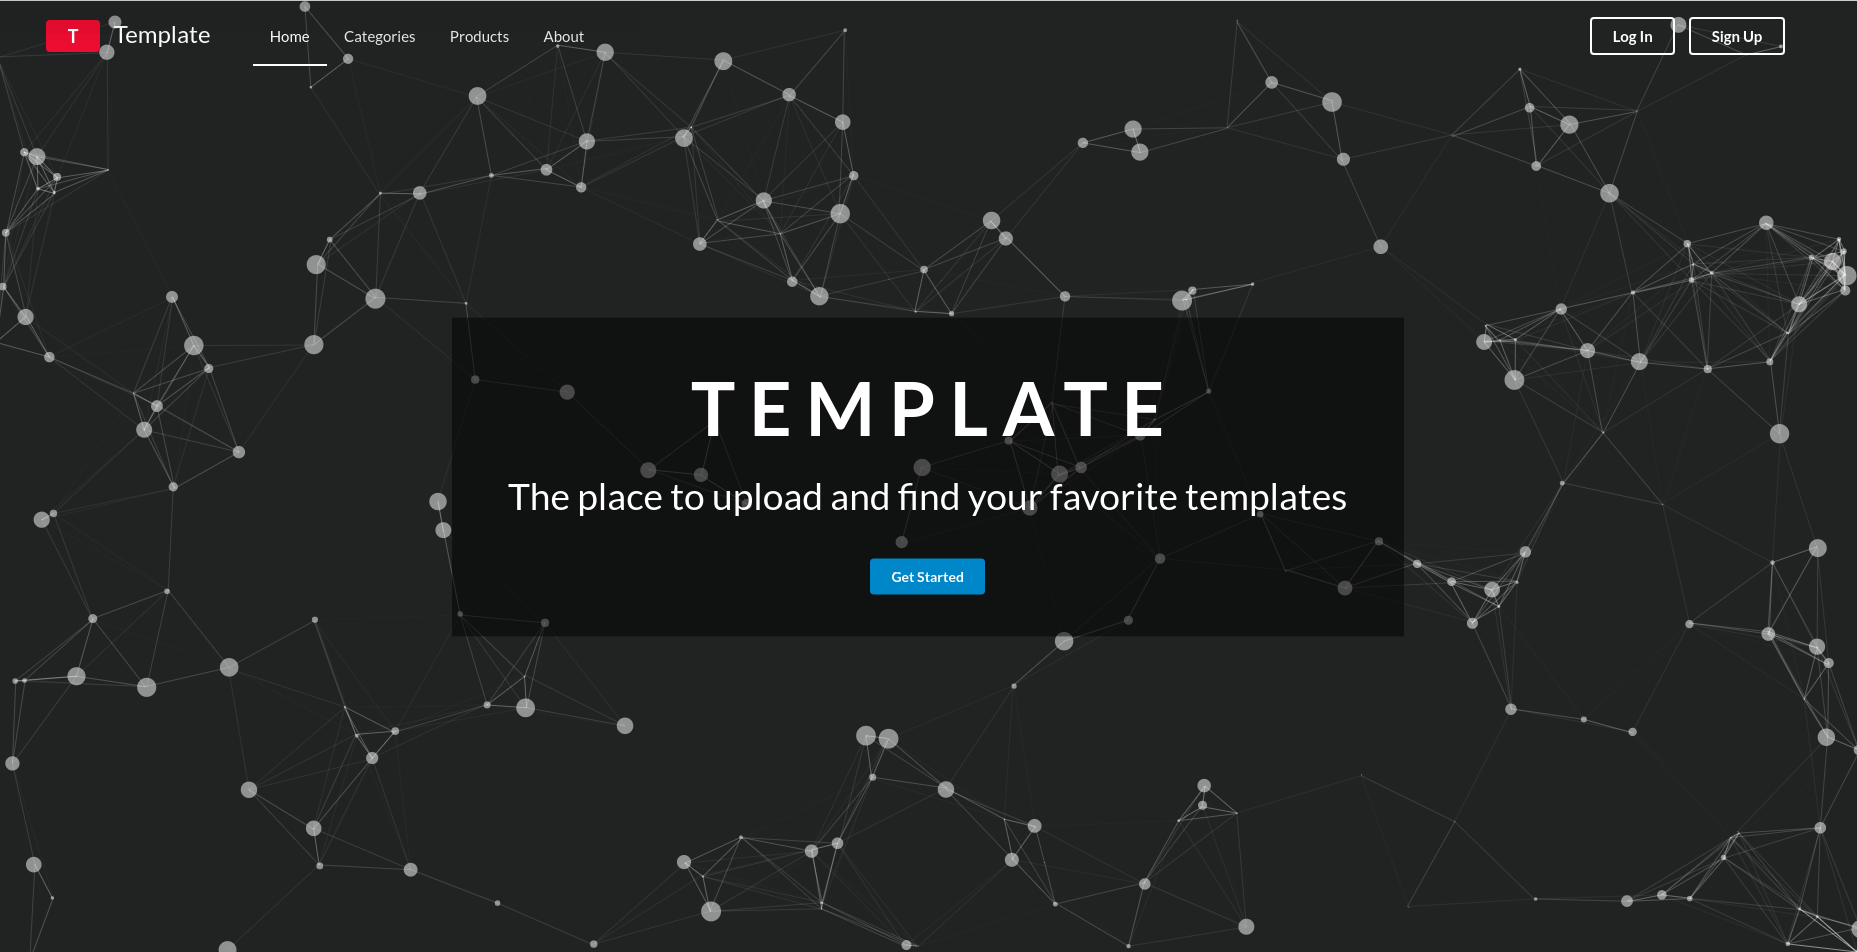 T Template Home Categories Products About Log In Sign Up
TEMPLATE
The place to upload and find your favorite templates
Get Started